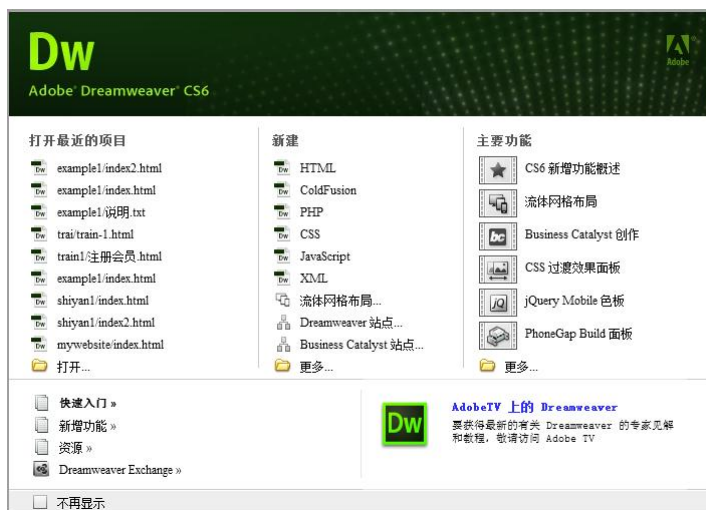 Dw
Adobe® Dreamweaver® CS6
Adobe
打开最近的项目
example1/index2.html
example1/index.html
example1/说明.txt
trai/train-1.html
train1/注册会员.html
example1/index.html
shiyan1/index.html
shiyan1/index2.html
mywebsite/index.html
打开...
新建
HTML
ColdFusion
PHP
CSS
JavaScript
XML
流体网格布局...
Dreamweaver 站点...
Business Catalyst 站点...
更多...
主要功能
CS6 新增功能概述
流体网格布局
Business Catalyst 创作
CSS 过渡效果面板
jQuery Mobile 色板
PhoneGap Build 面板
更多...
快速入门 »
新增功能 »
资源 »
Dreamweaver Exchange »
Dw
AdobeTV 上的 Dreamweaver
要获得最新的有关 Dreamweaver 的专家见解
和教程，敬请访问 Adobe TV
不再显示